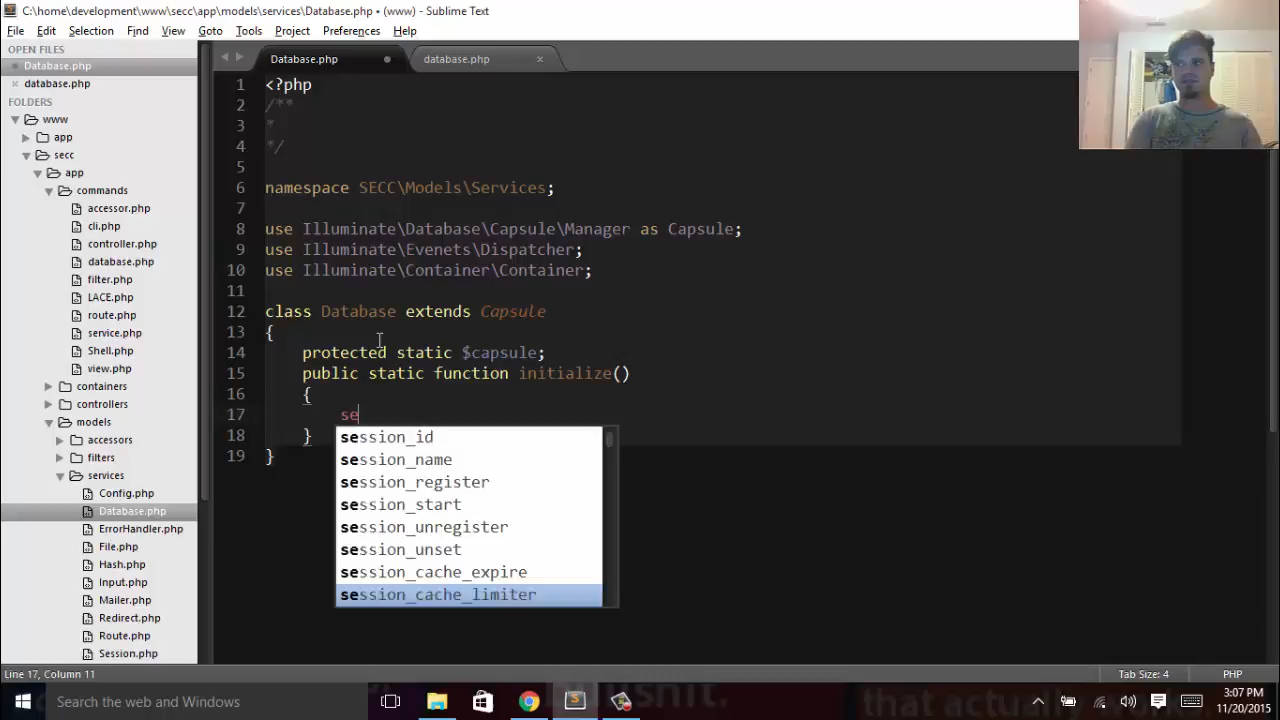 C:\home\development\www\secc\app\models\services\Database.php • (www) - Sublime Text
File Edit Selection Find View Goto Tools Project Preferences Help
OPEN FILES
Database.php
database.php
FOLDERS
www
app
secc
app
commands
accessor.php
cli.php
controller.php
database.php
filter.php
LACE.php
route.php
service.php
Shell.php
view.php
containers
controllers
models
accessors
filters
services
Config.php
Database.php
ErrorHandler.php
File.php
Hash.php
Input.php
Mailer.php
Redirect.php
Route.php
Session.php
Database.php database.php
1 <?php
2 /**
3 *
4 */
5
6 namespace SECC\Models\Services;
7
8 use Illuminate\Database\Capsule\Manager as Capsule;
9 use Illuminate\Evenets\Dispatcher;
10 use Illuminate\Container\Container;
11
12 class Database extends Capsule
13 {
14 protected static $capsule;
15 public static function initialize()
16 {
17 se
18 }
19 }
session_id
session_name
session_register
session_start
session_unregister
session_unset
session_cache_expire
session_cache_limiter
Line 17, Column 11 Tab Size: 4 PHP
Search the web and Windows
3:07 PM
11/20/2015